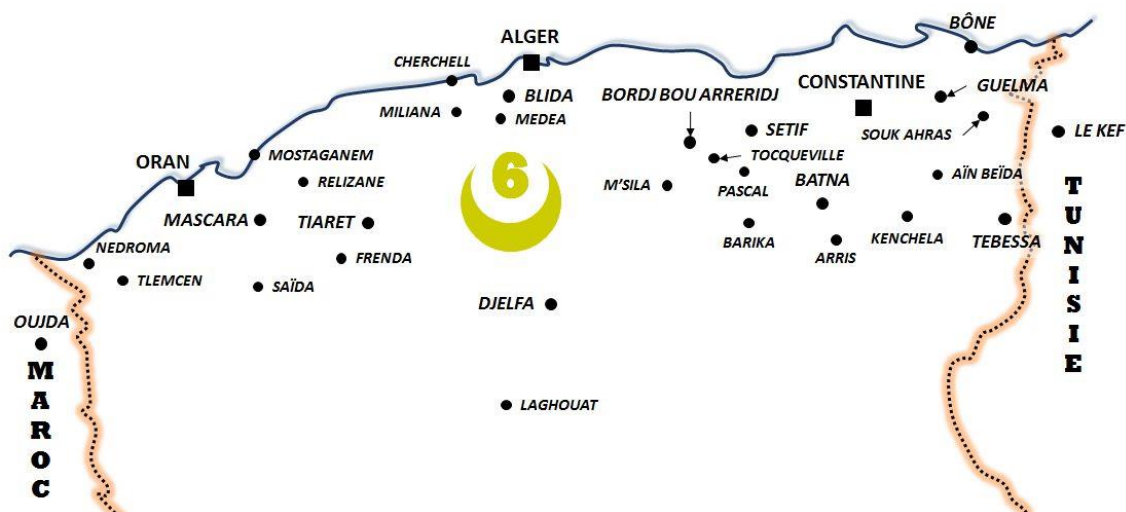 BÔNE
ALGER
CHERCHELL
CONSTANTINE
GUELMA
BLIDA
BORDJ BOU ARRERIDJ
MILIANA
MEDEA
SETIF
SOUK AHRAS
LE KEF
MOSTAGANEM
ORAN
TOCQUEVILLE
RELIZANE
6
M'SILA
PASCAL
BATNA
AÏN BEÏDA
TUNISIE
MASCARA
TIARET
BARIKA
KENCHELA
TEBESSA
NEDROMA
FRENDA
ARRIS
TLEMCEN
SAÏDA
DJELFA
OUJDA
MAROC
LAGHOUAT